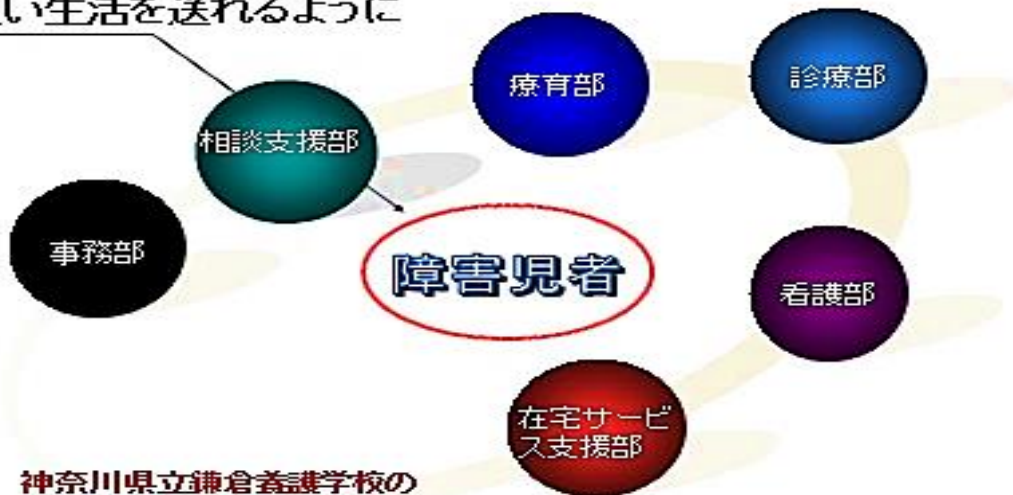 い生活を送れるように
療育部
診療部
相談支援部
事務部
障害児者
看護部
在宅サービ
ス支援部
神奈川県立鎌倉養護学校の